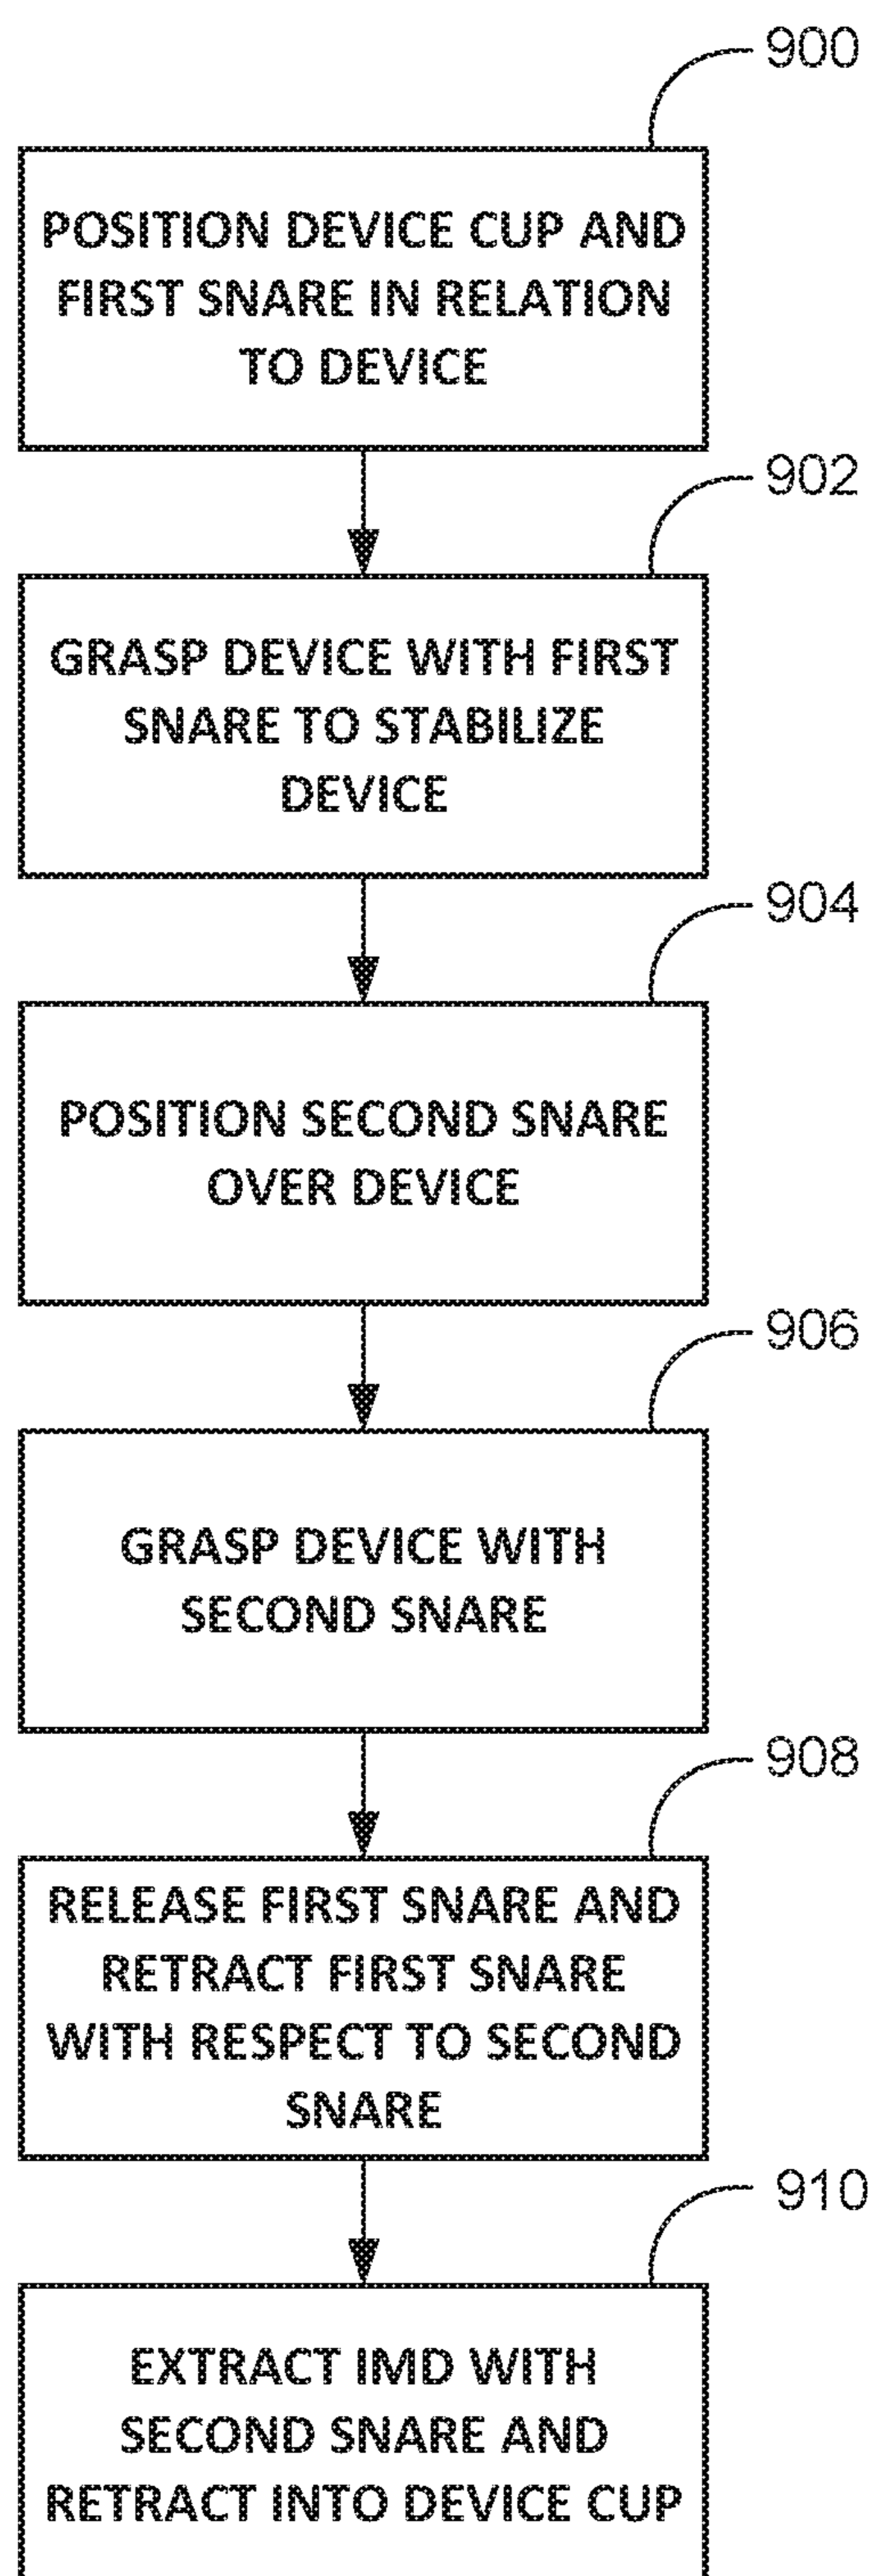 900
POSITION DEVICE CUP AND
FIRST SNARE IN RELATION
TO DEVICE
902
GRASP DEVICE WITH FIRST
SNARE TO STABILIZE
DEVICE
904
POSITION SECOND SNARE
OVER DEVICE
906
GRASP DEVICE WITH
SECOND SNARE
908
RELEASE FIRST SNARE AND
RETRACT FIRST SNARE
WITH RESPECT TO SECOND
SNARE
910
EXTRACT IMD WITH
SECOND SNARE AND
RETRACT INTO DEVICE CUP